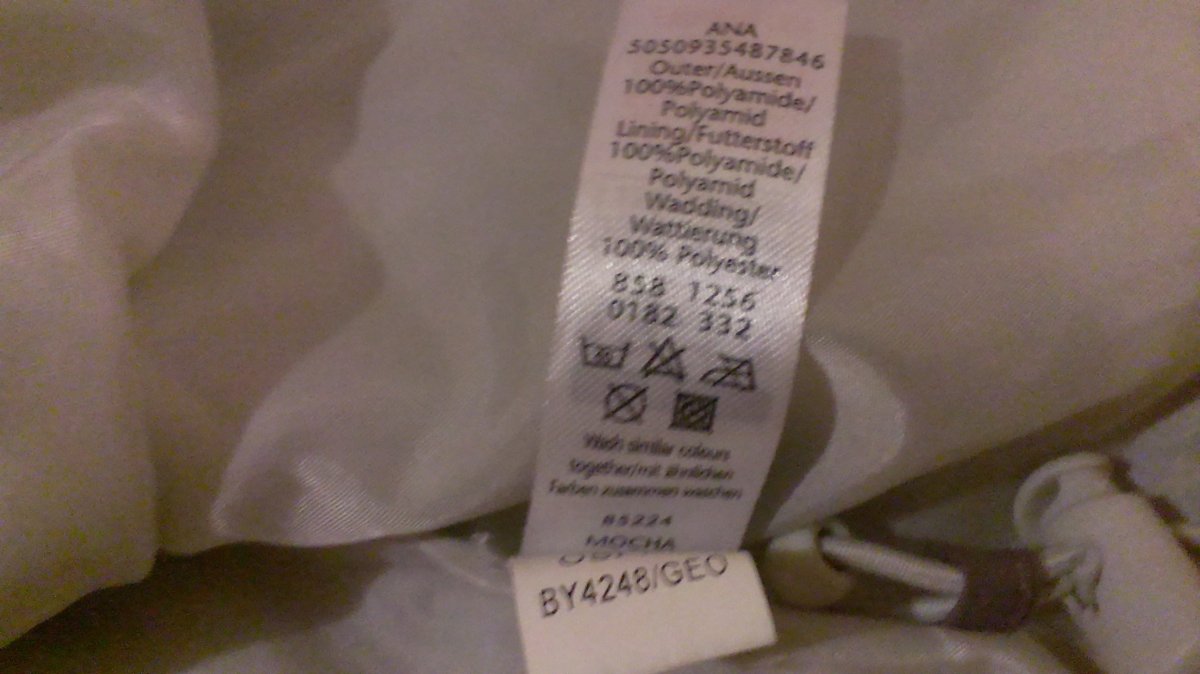 ANA
5050935487846
Outer/Aussen
100%Polyamide/
Polyamid
Lining/Futterstoff
100%Polyamide/
Polyamid
Wadding/
Wattierung
100% Polyester
858 1256
0182 332
30
Wash similar colours
together/mit ähnlichen
Farben zusammen waschen
85224
MOCHA
BY4248/GEO